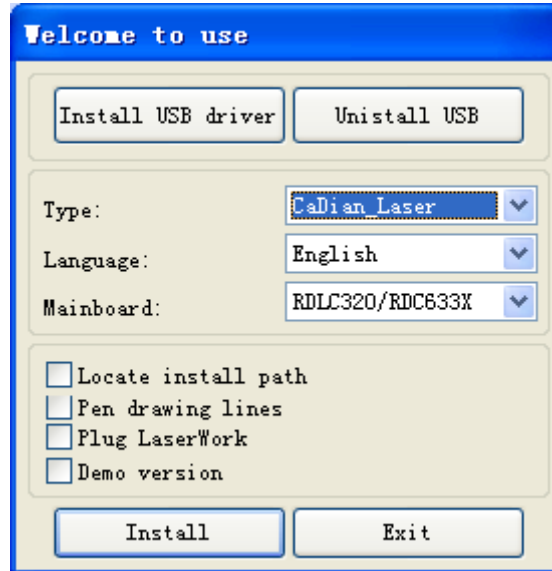 Welcome to use
Install USB driver Unistall USB
Type: CaDian_Laser
Language: English
Mainboard: RDLC320/RDC633X
Locate install path
Pen drawing lines
Plug LaserWork
Demo version
Install Exit